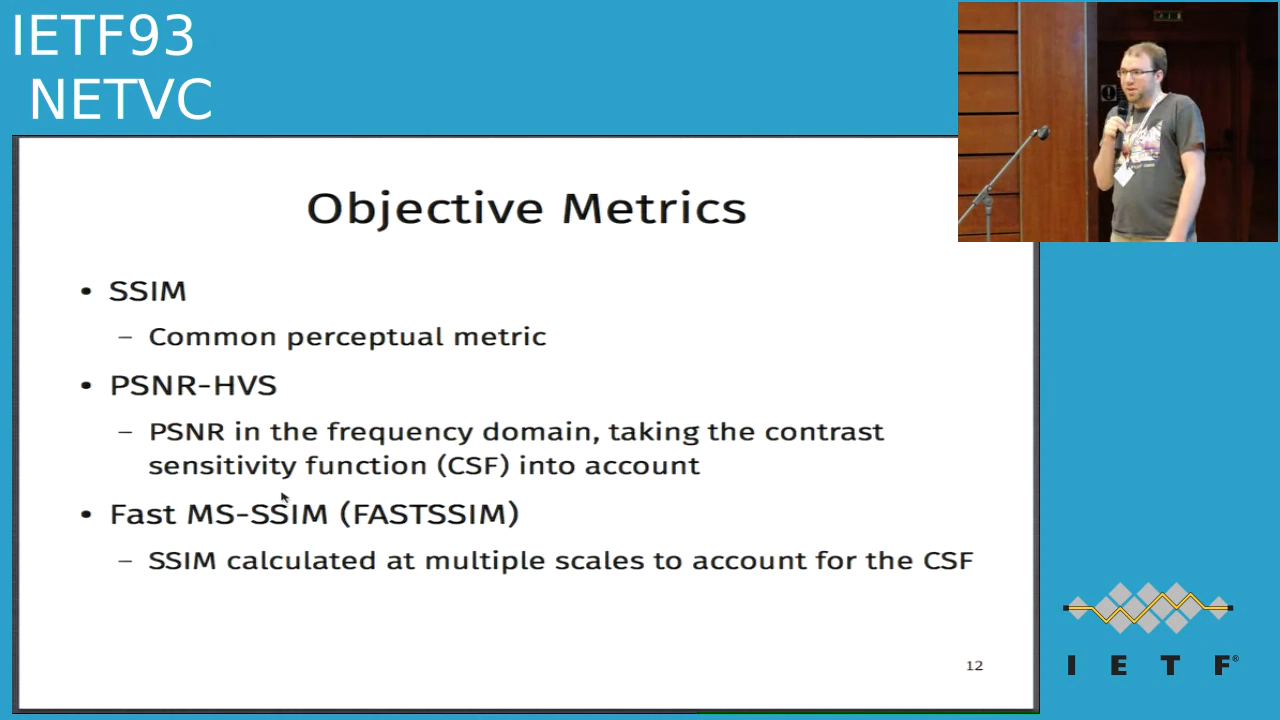 IETF93
NETVC
Objective Metrics
• SSIM
– Common perceptual metric
• PSNR-HVS
– PSNR in the frequency domain, taking the contrast
sensitivity function (CSF) into account
• Fast MS-SSIM (FASTSSIM)
– SSIM calculated at multiple scales to account for the CSF
12
I E T F®